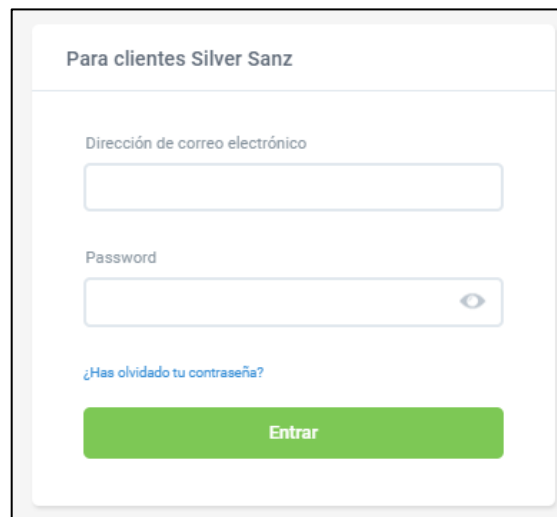 Para clientes Silver Sanz
Dirección de correo electrónico
Password
¿Has olvidado tu contraseña?
Entrar